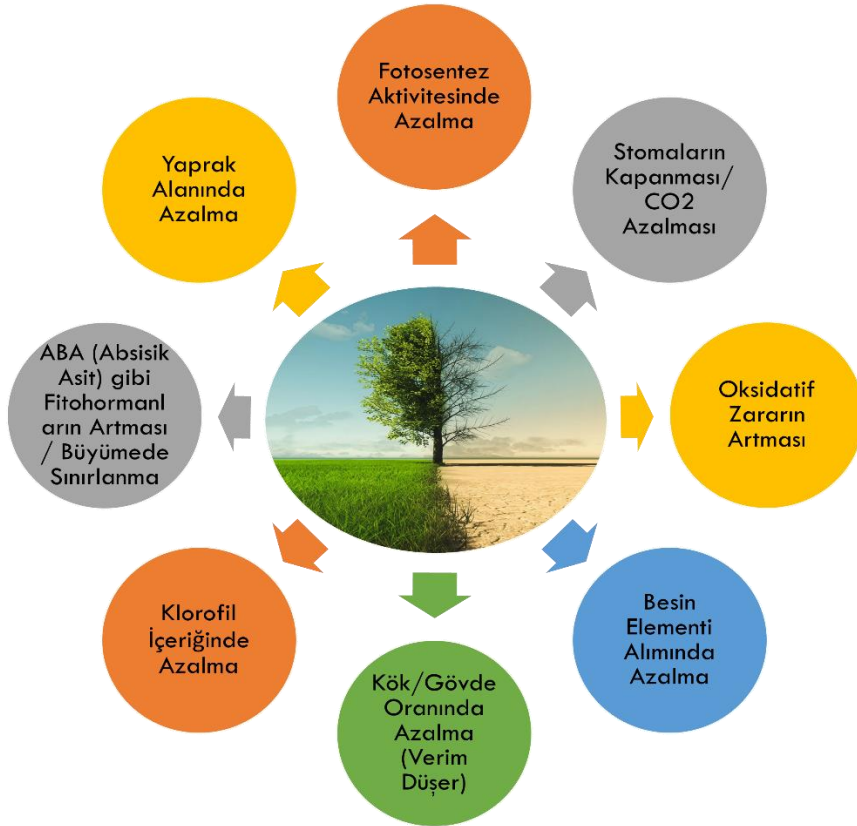 Fotosentez
Aktivitesinde
Azalma
Stomaların
Kapanması/
CO2
Azalması
Oksidatif
Zararın
Artması
Besin
Elementi
Alımında
Azalma
Kök/Gövde
Oranında
Azalma
(Verim
Düşer)
Klorofil
İçeriğinde
Azalma
ABA (Absisik
Asit) gibi
Fitohormanl
arın Artması
/ Büyümede
Sınırlanma
Yaprak
Alanında
Azalma